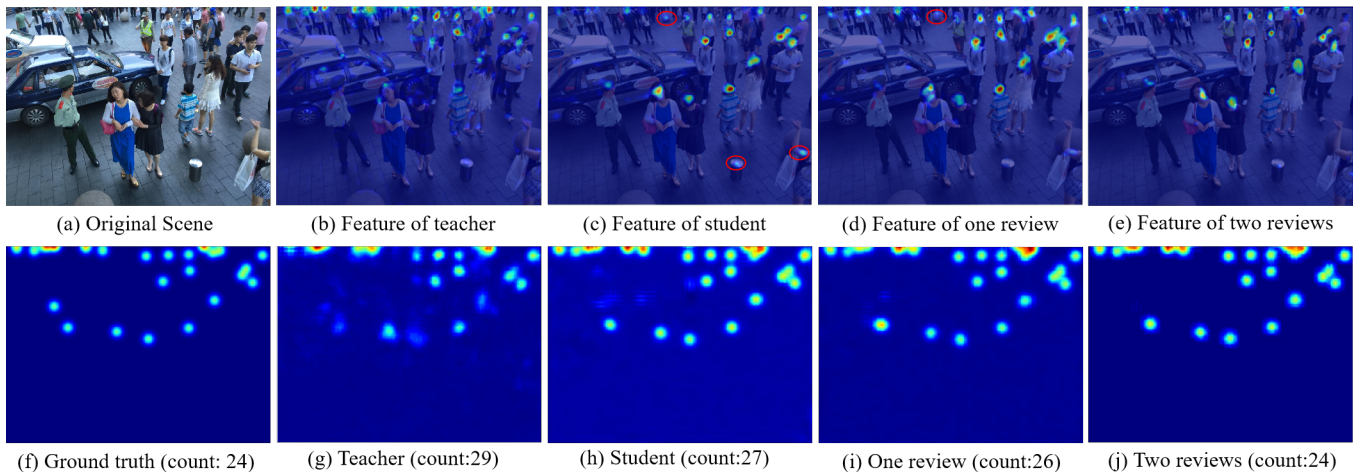 (a) Original Scene
(b) Feature of teacher
(c) Feature of student
(d) Feature of one review
(e) Feature of two reviews
(f) Ground truth (count: 24)
(g) Teacher (count:29)
(h) Student (count:27)
(i) One review (count:26)
(j) Two reviews (count:24)